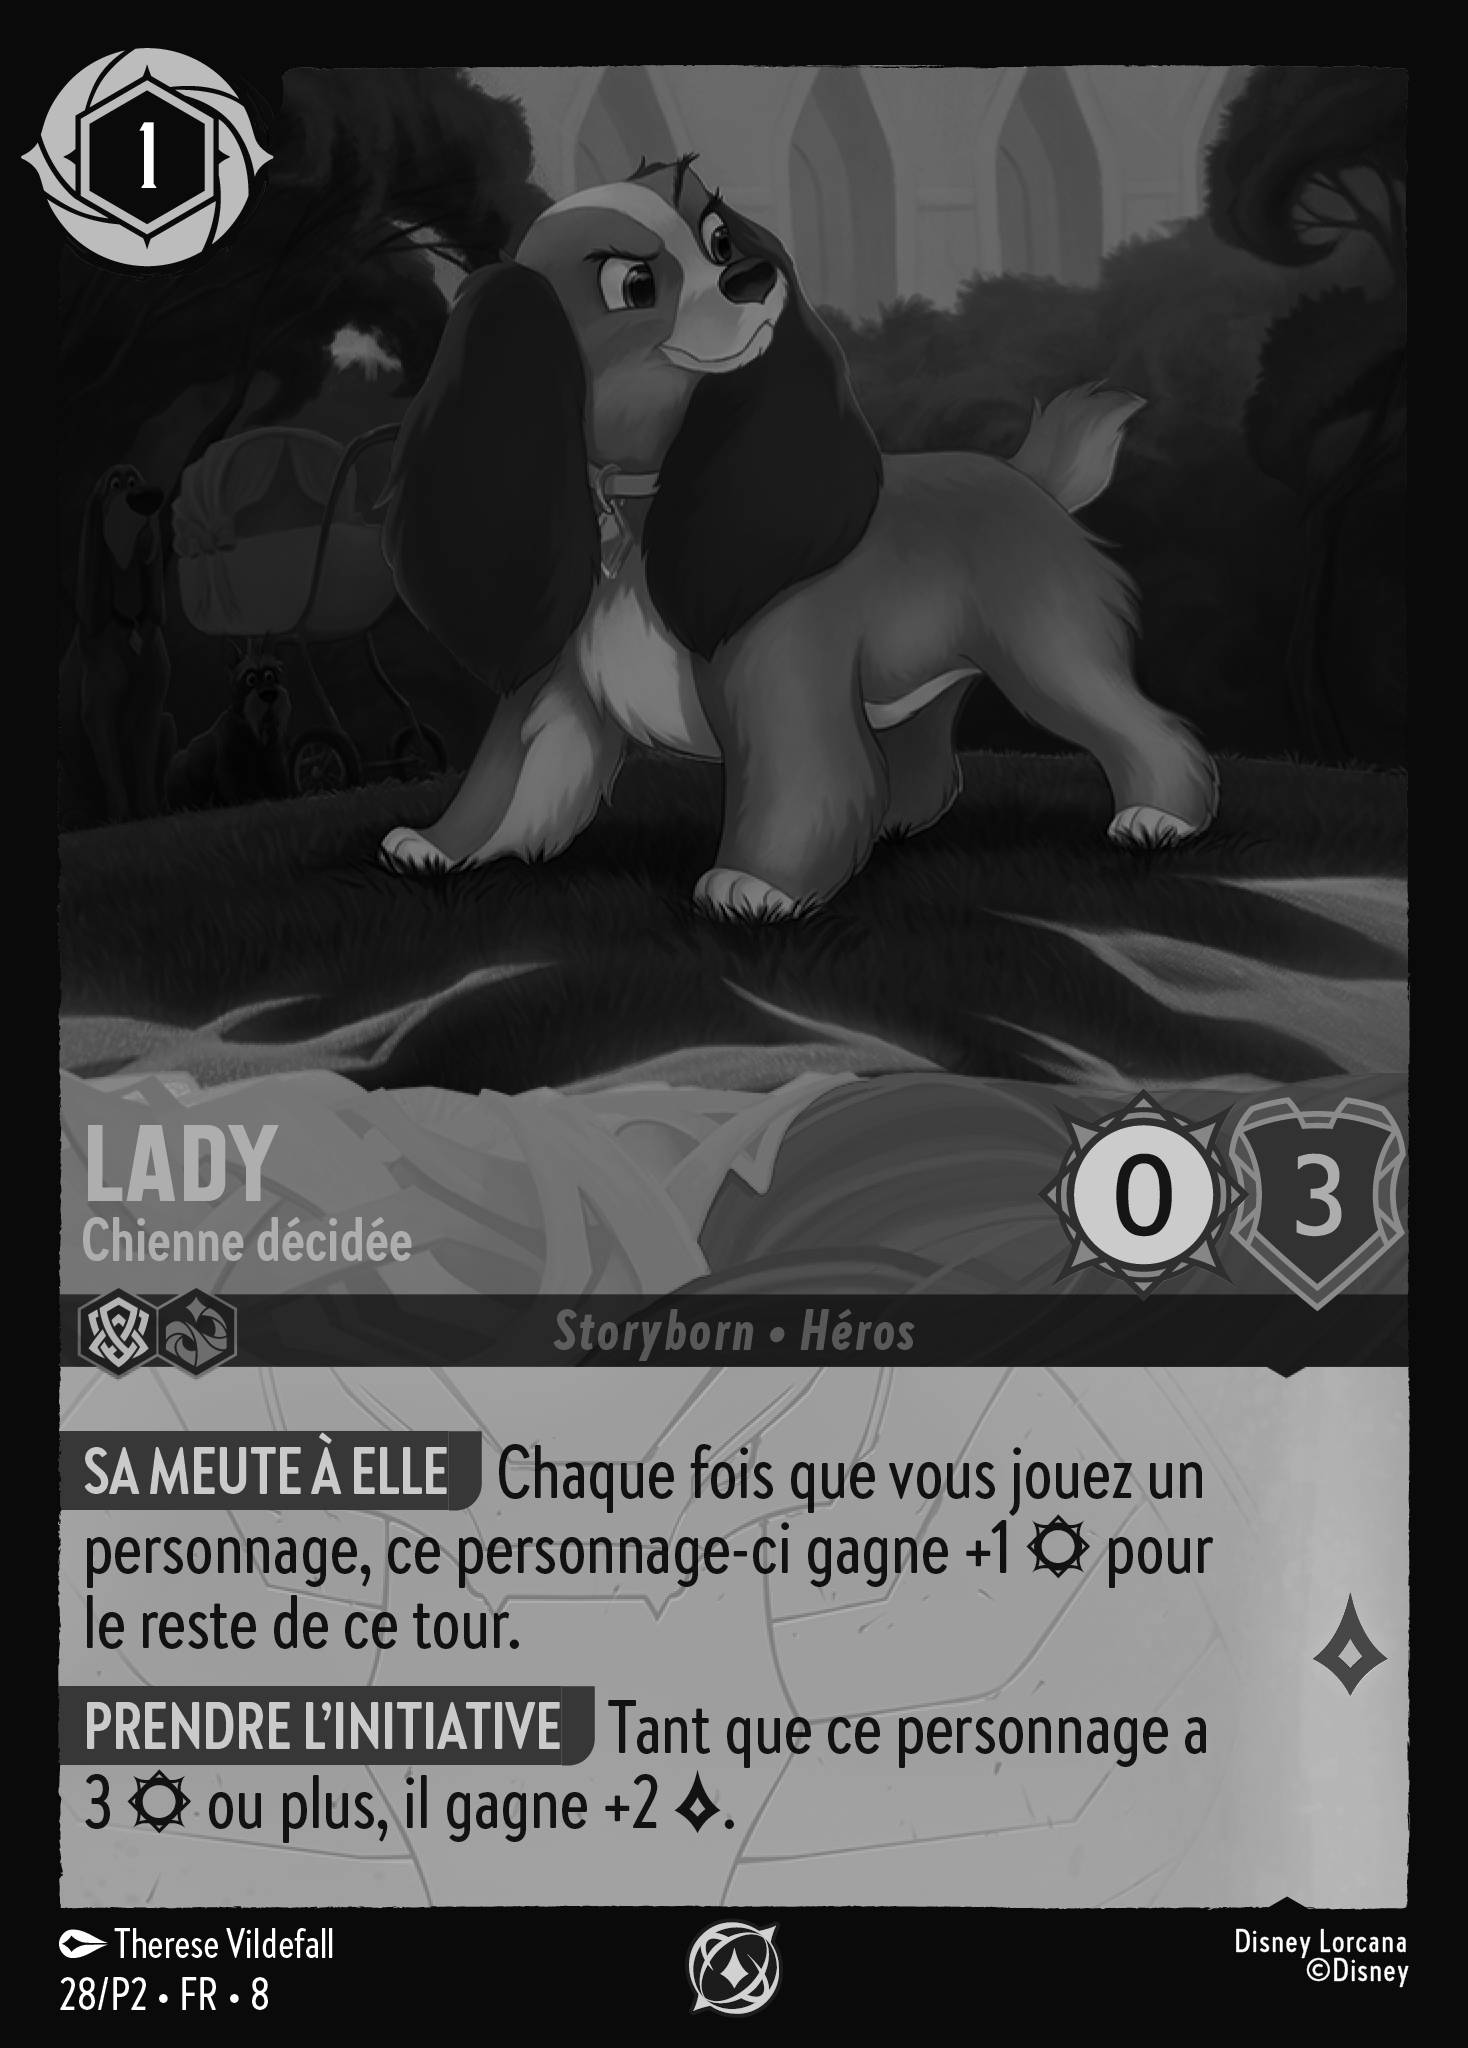 1
LADY
Chienne décidée
0 3
Storyborn • Héros
SA MEUTE À ELLE Chaque fois que vous jouez un
personnage, ce personnage-ci gagne +1 pour
le reste de ce tour.
PRENDRE L'INITIATIVE Tant que ce personnage a
3 ou plus, il gagne +2 .
Therese Vildefall
28/P2 • FR • 8
Disney Lorcana
©Disney